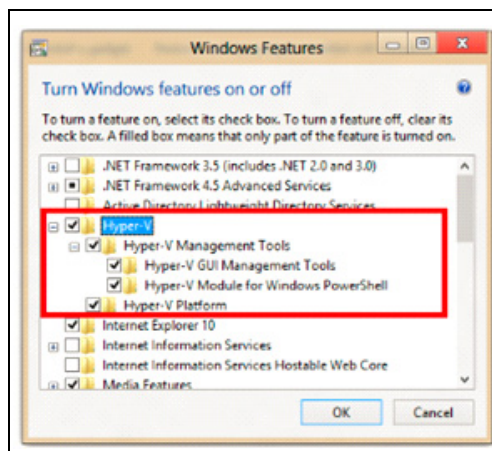 Windows Features
Turn Windows features on or off
To turn a feature on, select its check box. To turn a feature off, clear its
check box. A filled box means that only part of the feature is turned on.
.NET Framework 3.5 (includes .NET 2.0 and 3.0)
.NET Framework 4.5 Advanced Services
Active Directory Lightweight Directory Services
Hyper-V
Hyper-V Management Tools
Hyper-V GUI Management Tools
Hyper-V Module for Windows PowerShell
Hyper-V Platform
Internet Explorer 10
Internet Information Services
Internet Information Services Hostable Web Core
Media Features
OK Cancel